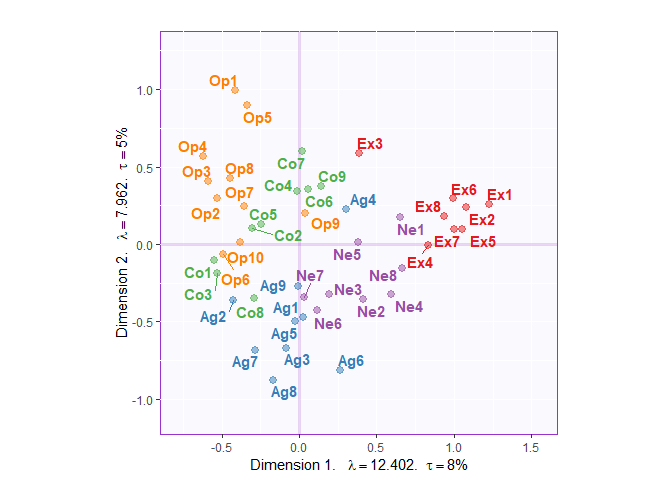 Op1
Op5
Op4
Op8
Op3
Op7
Op2
Op9
Op10
Op6
Co7
Co9
Co4
Co6
Co5
Co2
Co1
Co3
Co8
Ex3
Ex6
Ex1
Ex8
Ex2
Ex7
Ex5
Ex4
Ag4
Ag9
Ag2
Ag1
Ag5
Ag7
Ag3
Ag6
Ag8
Ne1
Ne5
Ne8
Ne7
Ne3
Ne2
Ne4
Ne6
1.0
0.5
0.0
-0.5
-1.0
-0.5
0.0
0.5
1.0
1.5
Dimension 2. λ = 7.962. τ = 5%
Dimension 1. λ = 12.402. τ = 8%